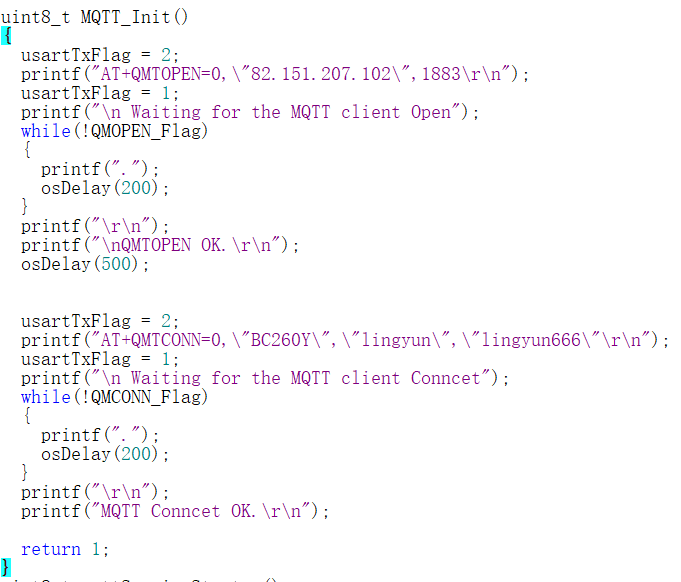 uint8_t MQTT_Init()
{
  usartTxFlag = 2;
  printf("AT+QMTOPEN=0,\"82.151.207.102\",1883\r\n");
  usartTxFlag = 1;
  printf("\n Waiting for the MQTT client Open");
  while(!QMOPEN_Flag)
  {
    printf(".");
    osDelay(200);
  }
  printf("\r\n");
  printf("\nQMTOPEN OK.\r\n");
  osDelay(500);


  usartTxFlag = 2;
  printf("AT+QMTCONN=0,\"BC260Y\",\"lingyun\",\"lingyun666\"\r\n");
  usartTxFlag = 1;
  printf("\n Waiting for the MQTT client Conncet");
  while(!QMCONN_Flag)
  {
    printf(".");
    osDelay(200);
  }
  printf("\r\n");
  printf("MQTT Conncet OK.\r\n");

  return 1;
}